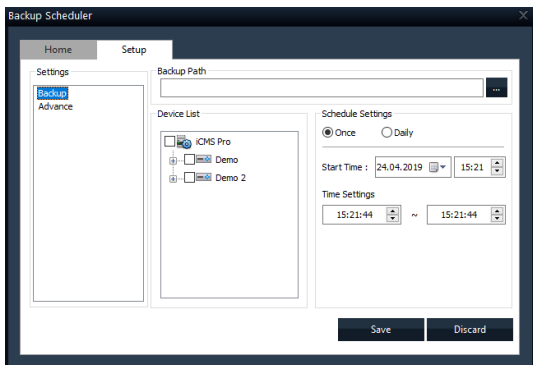 Backup Scheduler
Home Setup
Settings
Backup
Advance
Backup Path
...
Device List
iCMS Pro
Demo
Demo 2
Schedule Settings
Once Daily
Start Time : 24.04.2019 15:21
Time Settings
15:21:44 ~ 15:21:44
Save Discard